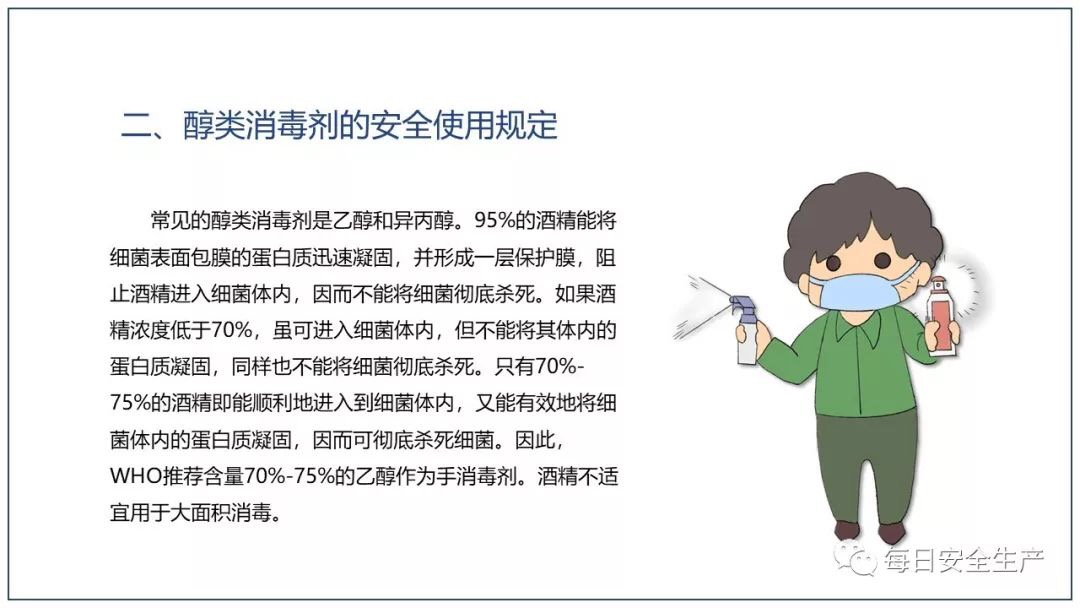 二、醇类消毒剂的安全使用规定
常见的醇类消毒剂是乙醇和异丙醇。95%的酒精能将
细菌表面包膜的蛋白质迅速凝固，并形成一层保护膜，阻
止酒精进入细菌体内，因而不能将细菌彻底杀死。如果酒
精浓度低于70%，虽可进入细菌体内，但不能将其体内的
蛋白质凝固，同样也不能将细菌彻底杀死。只有70%-
75%的酒精即能顺利地进入到细菌体内，又能有效地将细
菌体内的蛋白质凝固，因而可彻底杀死细菌。因此，
WHO推荐含量70%-75%的乙醇作为手消毒剂。酒精不适
宜用于大面积消毒。
每日安全生产